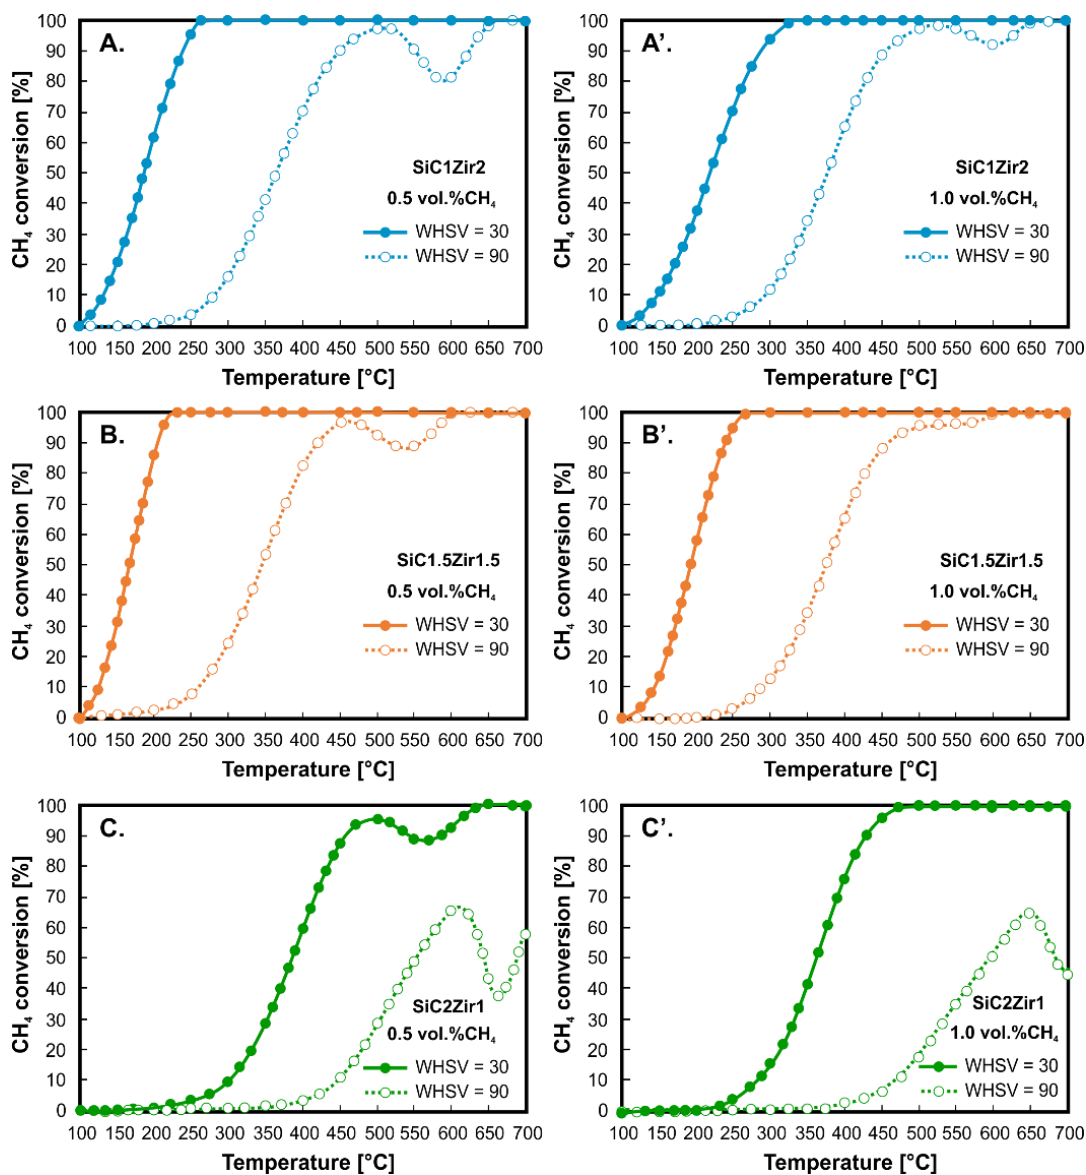 A.
CH₄ conversion [%]
100
90
80
70
60
50
40
30
20
10
0
SiC1Zir2
0.5 vol.%CH₄
WHSV = 30
WHSV = 90
100 150 200 250 300 350 400 450 500 550 600 650 700
Temperature [°C]
A'.
CH₄ conversion [%]
100
90
80
70
60
50
40
30
20
10
0
SiC1Zir2
1.0 vol.%CH₄
WHSV = 30
WHSV = 90
100 150 200 250 300 350 400 450 500 550 600 650 700
Temperature [°C]
B.
CH₄ conversion [%]
100
90
80
70
60
50
40
30
20
10
0
SiC1.5Zir1.5
0.5 vol.%CH₄
WHSV = 30
WHSV = 90
100 150 200 250 300 350 400 450 500 550 600 650 700
Temperature [°C]
B'.
CH₄ conversion [%]
100
90
80
70
60
50
40
30
20
10
0
SiC1.5Zir1.5
1.0 vol.%CH₄
WHSV = 30
WHSV = 90
100 150 200 250 300 350 400 450 500 550 600 650 700
Temperature [°C]
C.
CH₄ conversion [%]
100
90
80
70
60
50
40
30
20
10
0
SiC2Zir1
0.5 vol.%CH₄
WHSV = 30
WHSV = 90
100 150 200 250 300 350 400 450 500 550 600 650 700
Temperature [°C]
C'.
CH₄ conversion [%]
100
90
80
70
60
50
40
30
20
10
0
SiC2Zir1
1.0 vol.%CH₄
WHSV = 30
WHSV = 90
100 150 200 250 300 350 400 450 500 550 600 650 700
Temperature [°C]